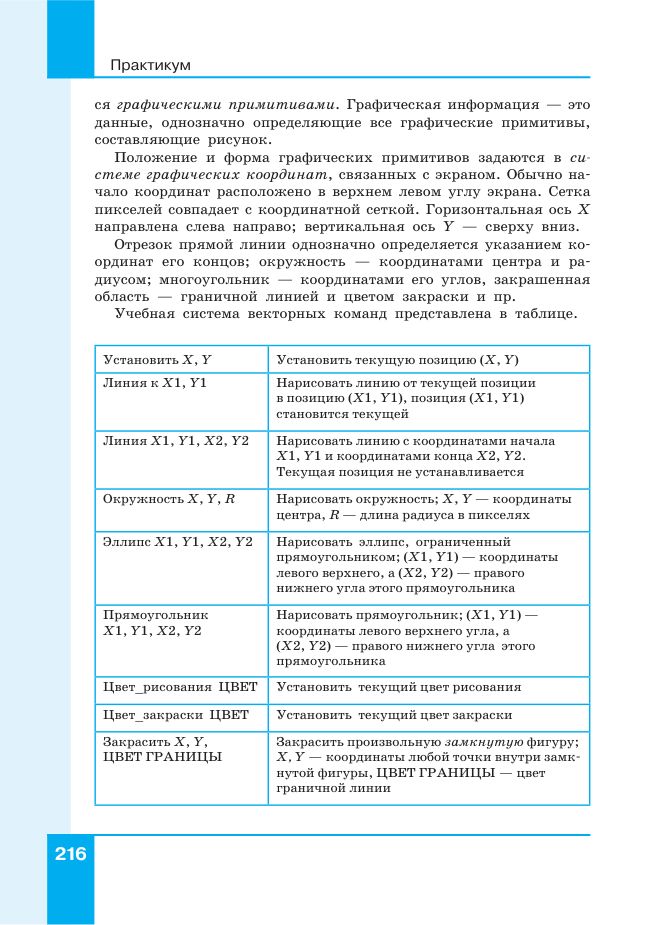 Практикум
ся графическими примитивами. Графическая информация — это
данные, однозначно определяющие все графические примитивы,
составляющие рисунок.
Положение и форма графических примитивов задаются в си-
стеме графических координат, связанных с экраном. Обычно на-
чало координат расположено в верхнем левом углу экрана. Сетка
пикселей совпадает с координатной сеткой. Горизонтальная ось X
направлена слева направо; вертикальная ось Y — сверху вниз.
Отрезок прямой линии однозначно определяется указанием ко-
ординат его концов; окружность — координатами центра и ра-
диусом; многоугольник — координатами его углов, закрашенная
область — граничной линией и цветом закраски и пр.
Учебная система векторных команд представлена в таблице.
Установить X, Y
Установить текущую позицию (X, Y)
Линия к X1, Y1
Нарисовать линию от текущей позиции
в позицию (X1, Y1), позиция (X1, Y1)
становится текущей
Линия X1, Y1, X2, Y2
Нарисовать линию с координатами начала
X1, Y1 и координатами конца X2, Y2.
Текущая позиция не устанавливается
Окружность X, Y, R
Нарисовать окружность; X, Y — координаты
центра, R — длина радиуса в пикселях
Эллипс X1, Y1, X2, Y2
Нарисовать эллипс, ограниченный
прямоугольником; (X1, Y1) — координаты
левого верхнего, а (X2, Y2) — правого
нижнего угла этого прямоугольника
Прямоугольник
X1, Y1, X2, Y2
Нарисовать прямоугольник; (X1, Y1) —
координаты левого верхнего угла, а
(X2, Y2) — правого нижнего угла этого
прямоугольника
Цвет_рисования ЦВЕТ
Установить текущий цвет рисования
Цвет_закраски ЦВЕТ
Установить текущий цвет закраски
Закрасить X, Y,
ЦВЕТ ГРАНИЦЫ
Закрасить произвольную замкнутую фигуру;
X, Y — координаты любой точки внутри замк-
нутой фигуры, ЦВЕТ ГРАНИЦЫ — цвет
граничной линии
216